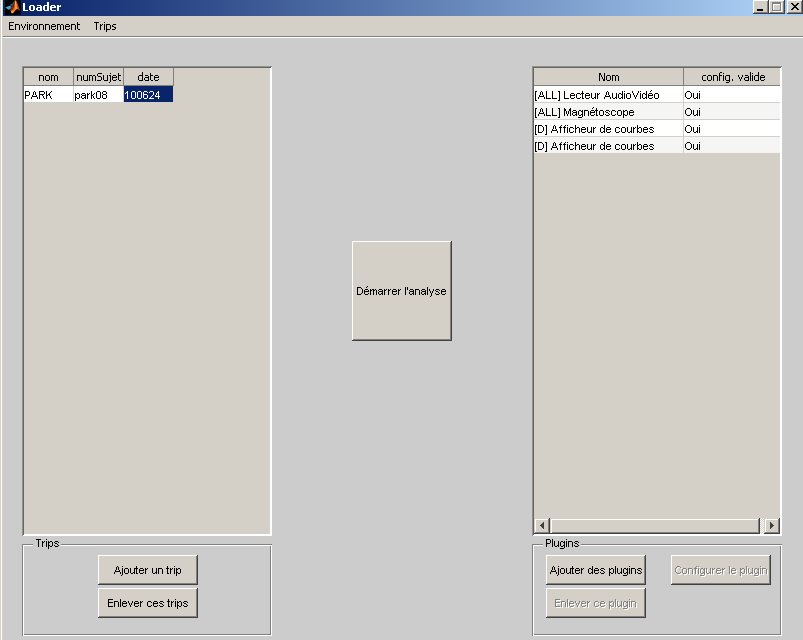 Loader
Environnement Trips
nom numSujet date
PARK park08 100624
Nom config. valide
[ALL] Lecteur AudioVidéo Oui
[ALL] Magnétoscope Oui
[D] Afficheur de courbes Oui
[D] Afficheur de courbes Oui
Démarrer l'analyse
Trips
Ajouter un trip
Enlever ces trips
Plugins
Ajouter des plugins Configurer le plugin
Enlever ce plugin